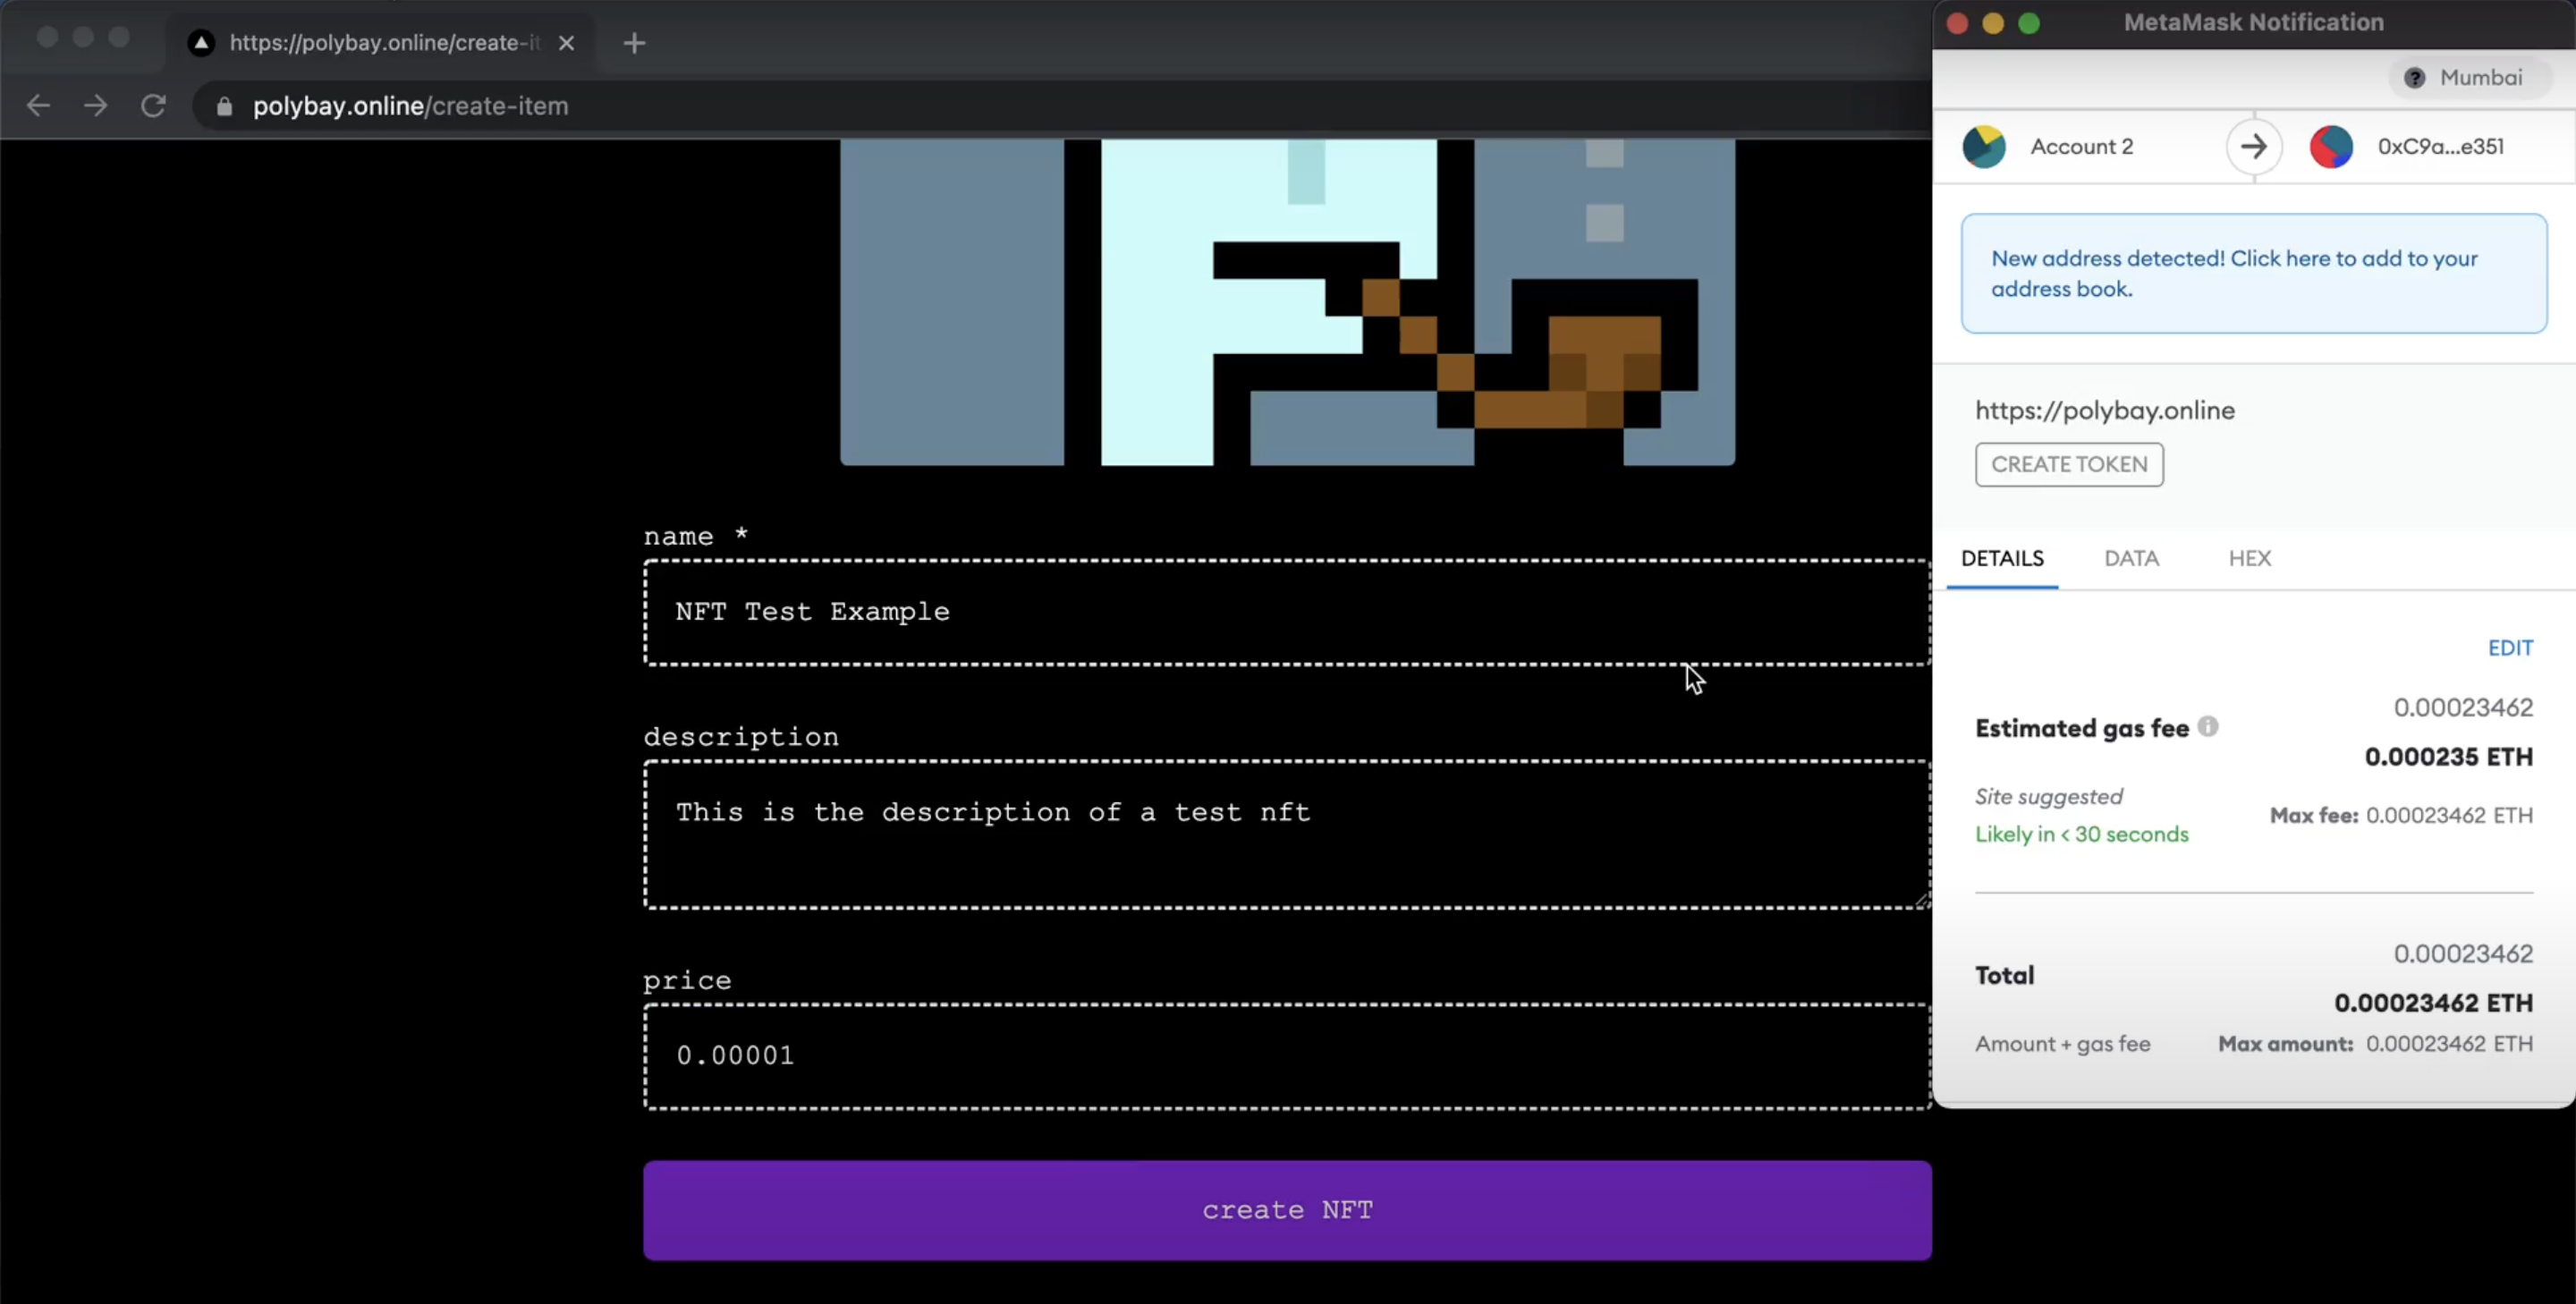 https://polybay.online/create-it
polybay.online/create-item
name *
NFT Test Example
description
This is the description of a test nft
price
0.00001
create NFT
MetaMask Notification
Mumbai
Account 2
0xC9a...e351
New address detected! Click here to add to your
address book.
https://polybay.online
CREATE TOKEN
DETAILS DATA HEX
EDIT
0.00023462
Estimated gas fee
0.000235 ETH
Site suggested
Max fee: 0.00023462 ETH
Likely in < 30 seconds
0.00023462
Total
0.00023462 ETH
Amount + gas fee Max amount: 0.00023462 ETH